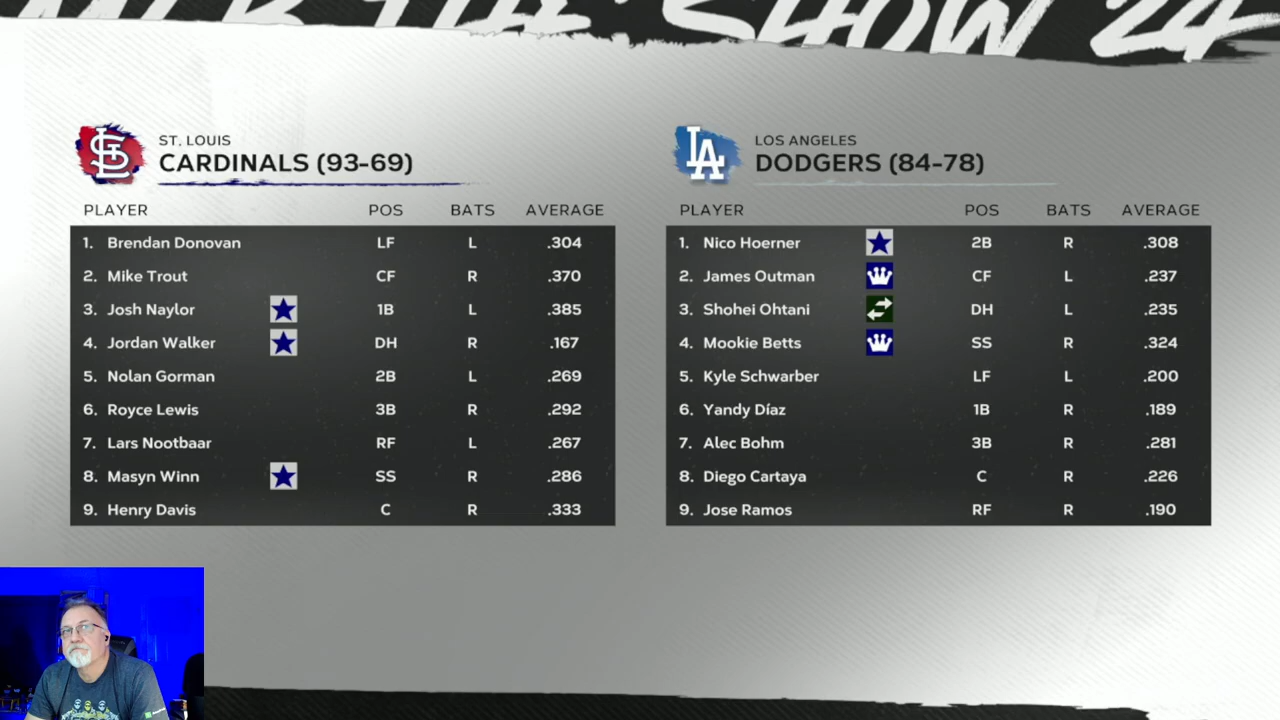 MLB THE SHOW 24
ST. LOUIS
CARDINALS (93-69)
PLAYER POS BATS AVERAGE
1. Brendan Donovan LF L .304
2. Mike Trout CF R .370
3. Josh Naylor 1B L .385
4. Jordan Walker DH R .167
5. Nolan Gorman 2B L .269
6. Royce Lewis 3B R .292
7. Lars Nootbaar RF L .267
8. Masyn Winn SS R .286
9. Henry Davis C R .333
LA
LOS ANGELES
DODGERS (84-78)
PLAYER POS BATS AVERAGE
1. Nico Hoerner 2B R .308
2. James Outman CF L .237
3. Shohei Ohtani DH L .235
4. Mookie Betts SS R .324
5. Kyle Schwarber LF L .200
6. Yandy Díaz 1B R .189
7. Alec Bohm 3B R .281
8. Diego Cartaya C R .226
9. Jose Ramos RF R .190